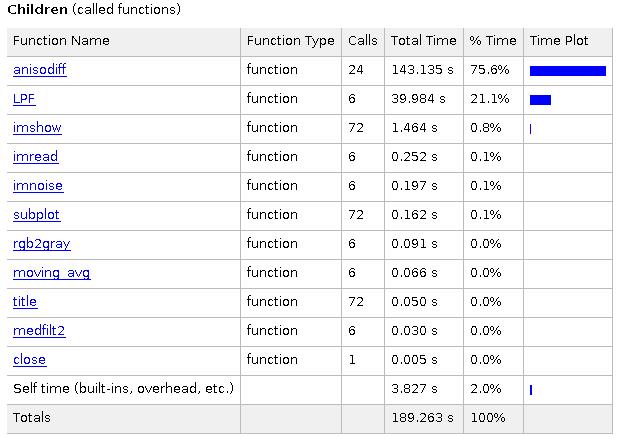 Children (called functions)
Function Name Function Type Calls Total Time % Time Time Plot
anisodiff function 24 143.135 s 75.6%
LPF function 6 39.984 s 21.1%
imshow function 72 1.464 s 0.8%
imread function 6 0.252 s 0.1%
imnoise function 6 0.197 s 0.1%
subplot function 72 0.162 s 0.1%
rgb2gray function 6 0.091 s 0.0%
moving_avg function 6 0.066 s 0.0%
title function 72 0.050 s 0.0%
medfilt2 function 6 0.030 s 0.0%
close function 1 0.005 s 0.0%
Self time (built-ins, overhead, etc.) 3.827 s 2.0%
Totals 189.263 s 100%